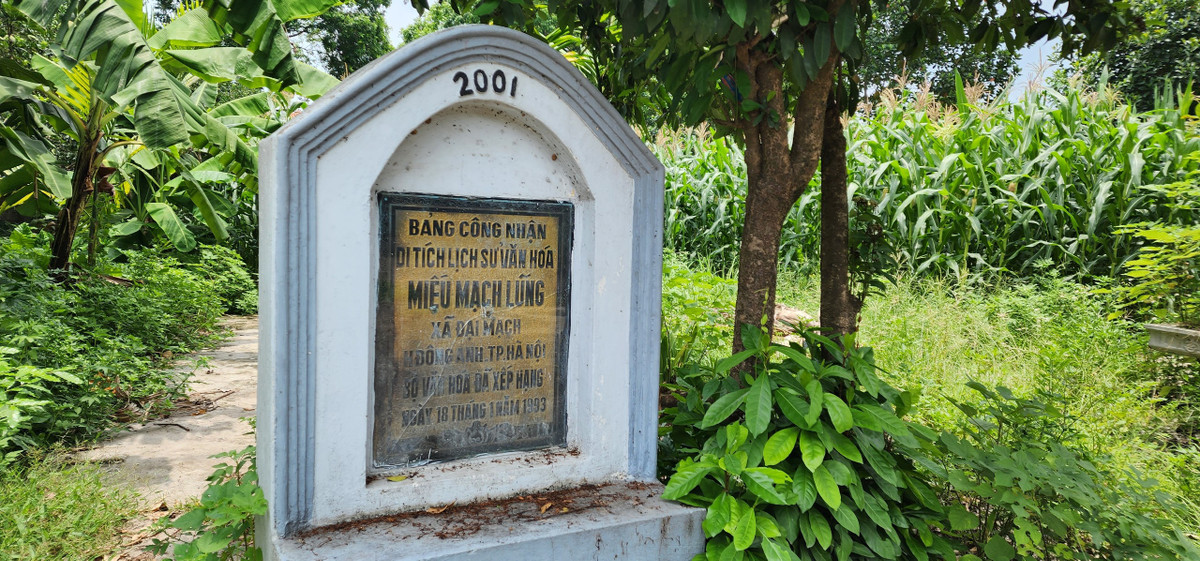 2001
BẢNG CÔNG NHẬN
DI TÍCH LỊCH SỬ VĂN HÓA
MIẾU MẠCH LŨNG
XÃ ĐẠI MẠCH
H ĐÔNG ANH. TP. HÀ NỘI
SỞ VĂN HÓA ĐÃ XẾP HẠNG
NGÀY 18 THÁNG 1 NĂM 1993